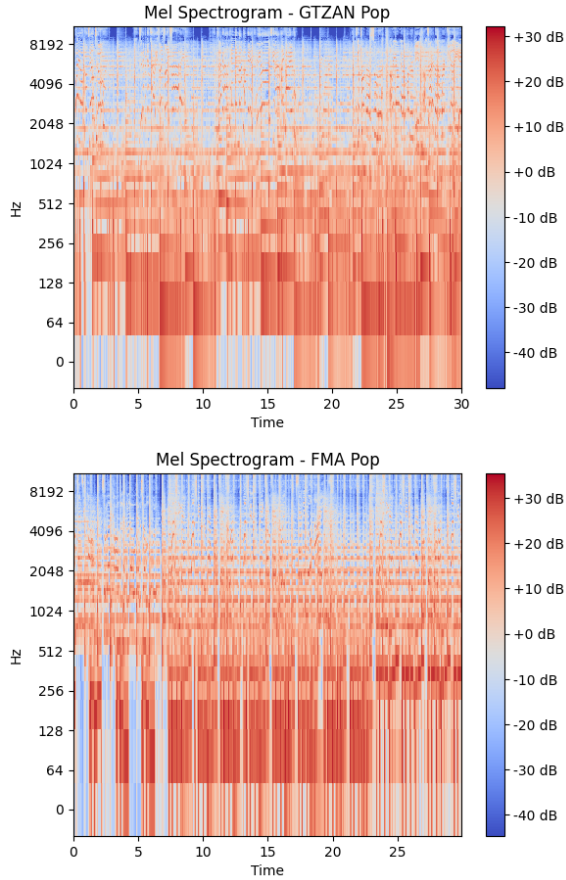 Mel Spectrogram - GTZAN Pop
Hz
8192
4096
2048
1024
512
256
128
64
0
0 5 10 15 20 25 30
Time
+30 dB
+20 dB
+10 dB
+0 dB
-10 dB
-20 dB
-30 dB
-40 dB
Mel Spectrogram - FMA Pop
Hz
8192
4096
2048
1024
512
256
128
64
0
0 5 10 15 20 25
Time
+30 dB
+20 dB
+10 dB
+0 dB
-10 dB
-20 dB
-30 dB
-40 dB